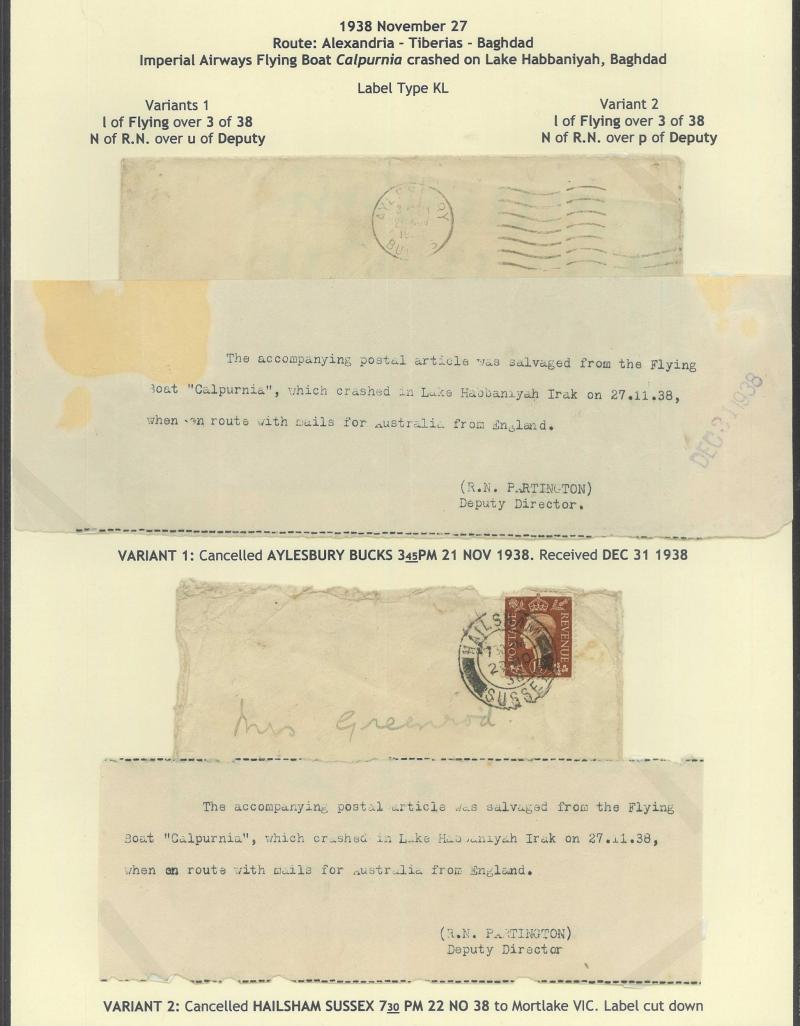 1938 November 27
Route: Alexandria - Tiberias - Baghdad
Imperial Airways Flying Boat Calpurnia crashed on Lake Habbaniyah, Baghdad
Label Type KL
Variants 1
l of Flying over 3 of 38
N of R.N. over u of Deputy
Variant 2
l of Flying over 3 of 38
N of R.N. over p of Deputy
AYLESBURY
BUCKS
The accompanying postal article was salvaged from the Flying
Boat "Calpurnia", which crashed in Lake Habbaniyah Irak on 27.11.38,
when en route with mails for Australia from England.
DEC 31 1938
(R.N. PARTINGTON)
Deputy Director.
VARIANT 1: Cancelled AYLESBURY BUCKS 345PM 21 NOV 1938. Received DEC 31 1938
HAILSHAM
SUSSEX
POSTAGE
REVENUE
Mrs Greenrod
The accompanying postal article was salvaged from the Flying
Boat "Calpurnia", which crashed in Lake Habbaniyah Irak on 27.11.38,
when en route with mails for Australia from England.
(R.N. PARTINGTON)
Deputy Director
VARIANT 2: Cancelled HAILSHAM SUSSEX 730 PM 22 NO 38 to Mortlake VIC. Label cut down